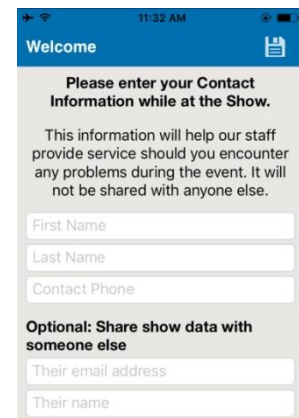 11:32 AM
Welcome
Please enter your Contact
Information while at the Show.
This information will help our staff
provide service should you encounter
any problems during the event. It will
not be shared with anyone else.
First Name
Last Name
Contact Phone
Optional: Share show data with
someone else
Their email address
Their name